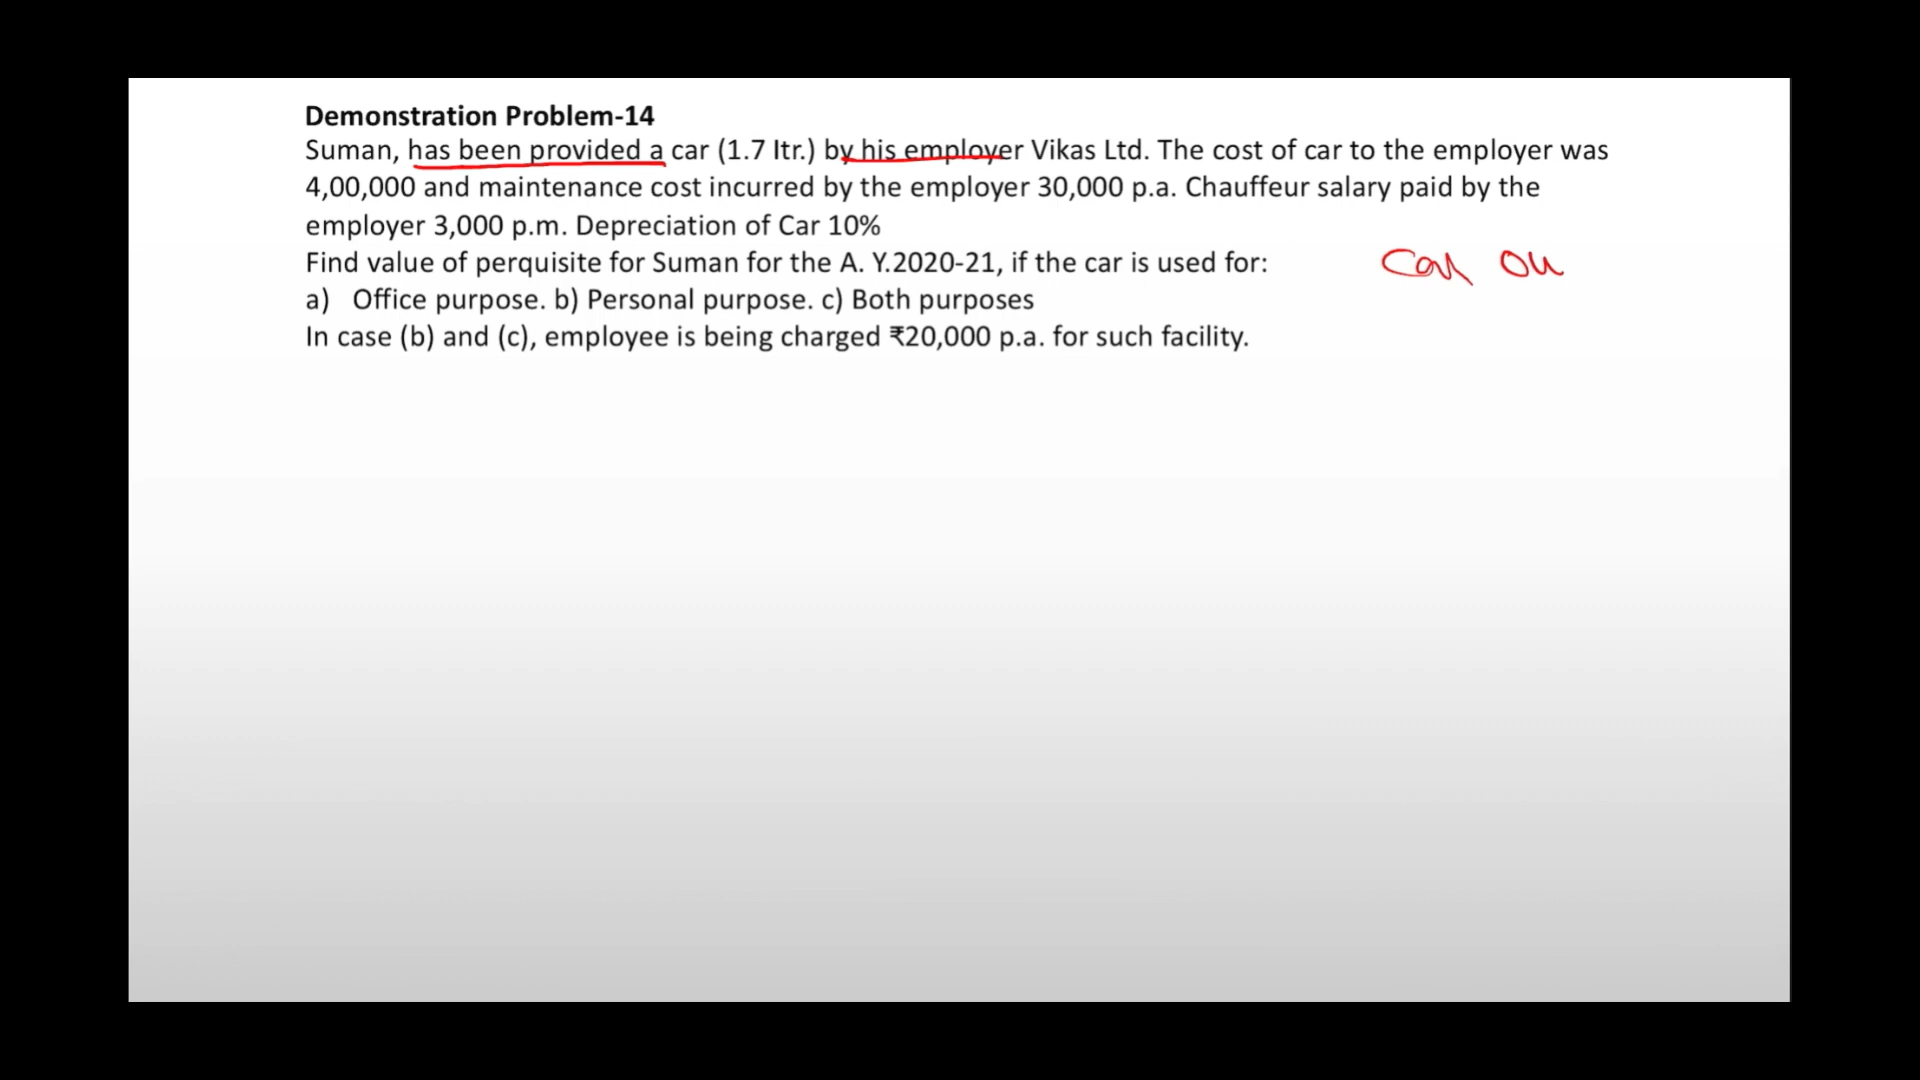 Demonstration Problem-14
Suman, has been provided a car (1.7 ltr.) by his employer Vikas Ltd. The cost of car to the employer was
4,00,000 and maintenance cost incurred by the employer 30,000 p.a. Chauffeur salary paid by the
employer 3,000 p.m. Depreciation of Car 10%
Find value of perquisite for Suman for the A. Y.2020-21, if the car is used for:
a) Office purpose. b) Personal purpose. c) Both purposes
In case (b) and (c), employee is being charged ₹20,000 p.a. for such facility.